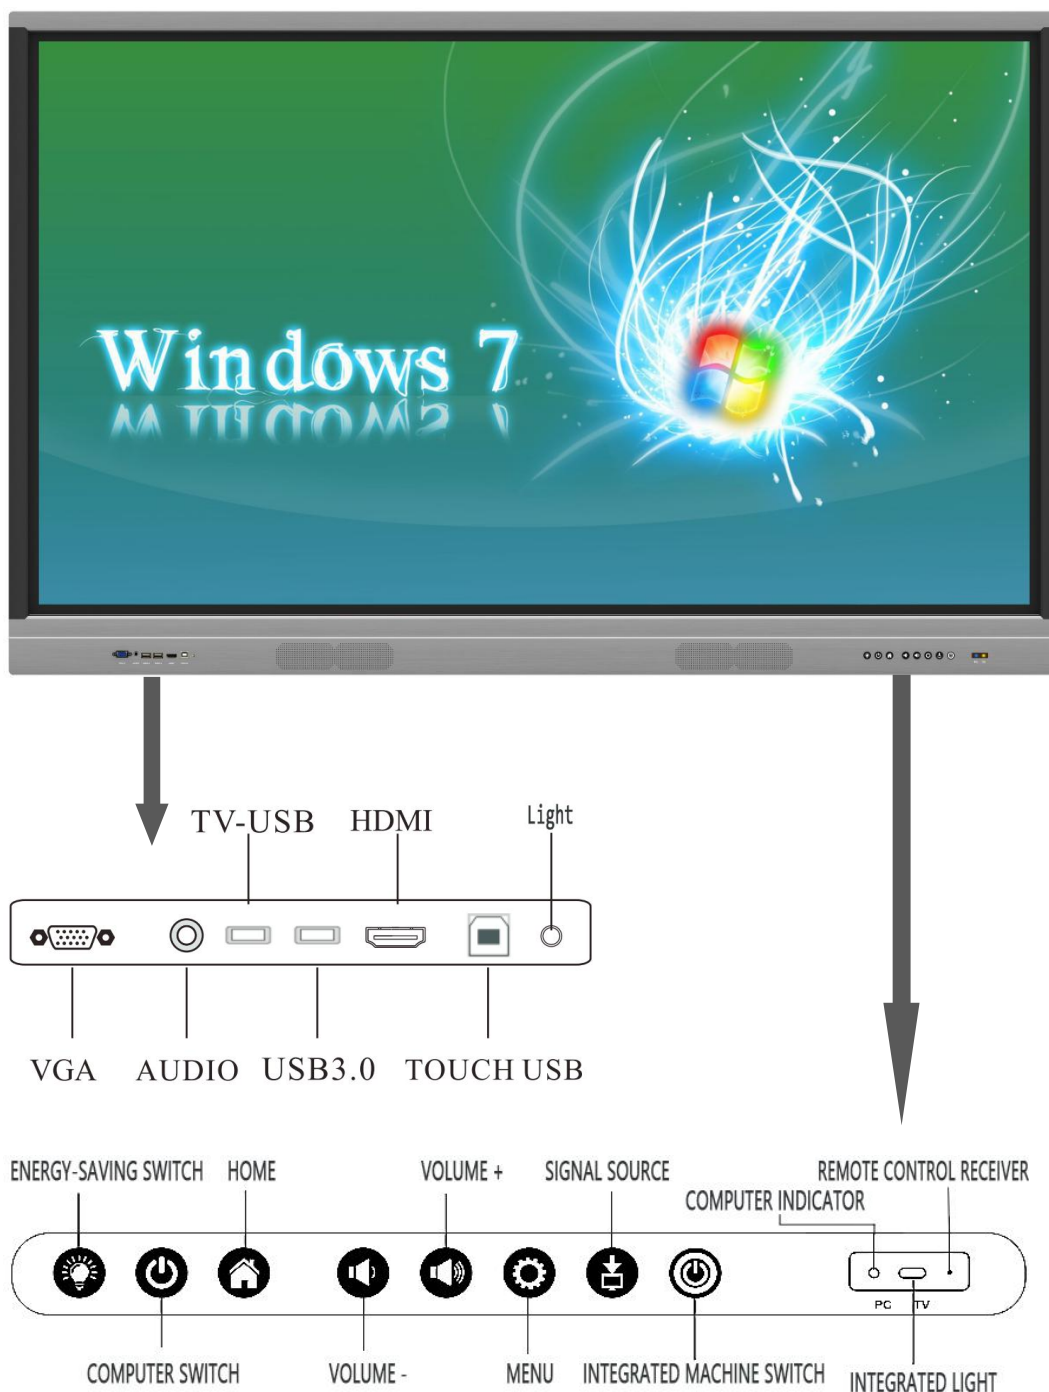 Windows 7
TV-USB HDMI Light
VGA AUDIO USB3.0 TOUCH USB
ENERGY-SAVING SWITCH HOME VOLUME + SIGNAL SOURCE REMOTE CONTROL RECEIVER
COMPUTER INDICATOR
PC TV
COMPUTER SWITCH VOLUME - MENU INTEGRATED MACHINE SWITCH INTEGRATED LIGHT